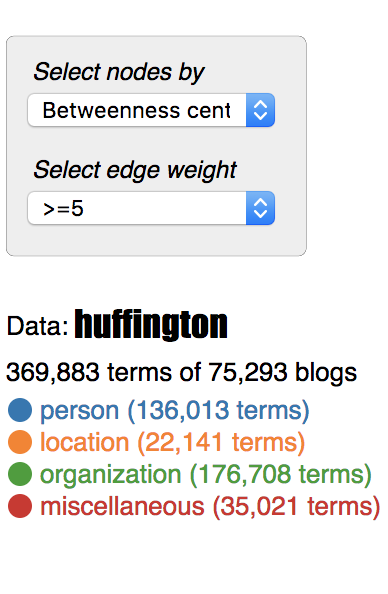 Select nodes by
Betweenness cent
Select edge weight
>=5
Data: huffington
369,883 terms of 75,293 blogs
person (136,013 terms)
location (22,141 terms)
organization (176,708 terms)
miscellaneous (35,021 terms)